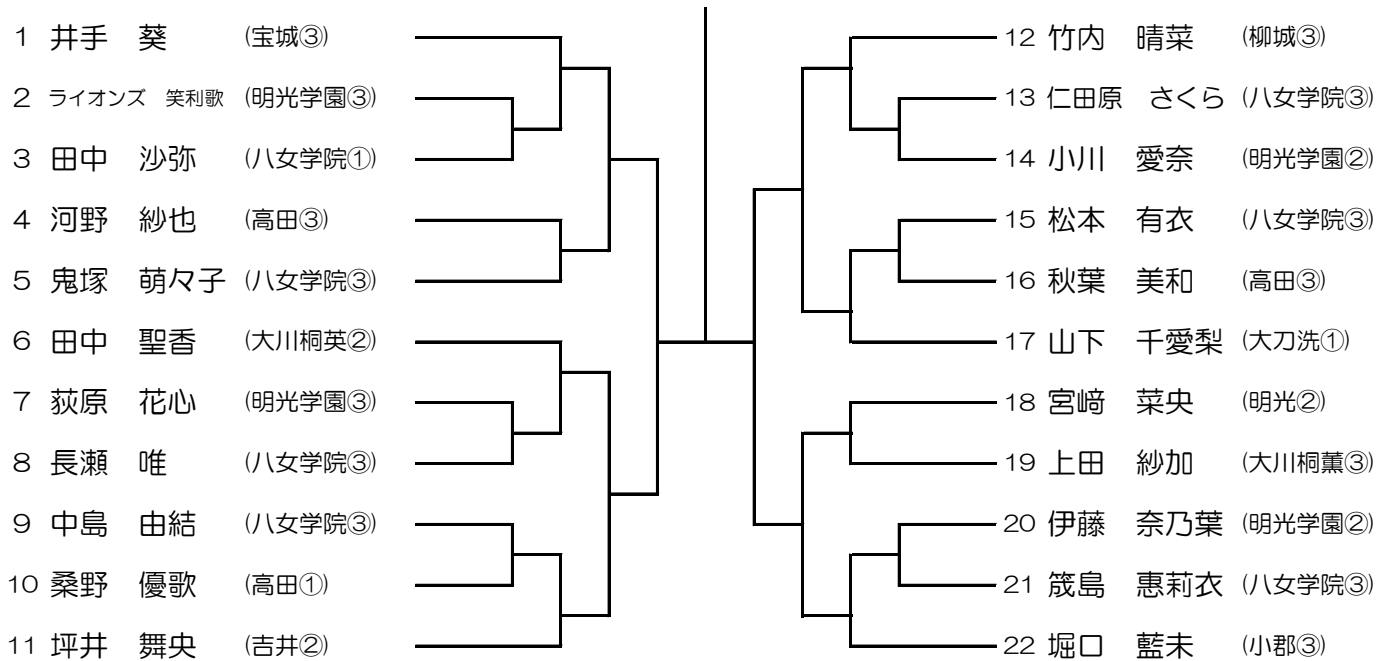 1 井手 葵 (宝城③)
2 ライオンズ 笑利歌 (明光学園③)
3 田中 沙弥 (八女学院①)
4 河野 紗也 (高田③)
5 鬼塚 萌々子 (八女学院③)
6 田中 聖香 (大川桐英②)
7 荻原 花心 (明光学園③)
8 長瀬 唯 (八女学院③)
9 中島 由結 (八女学院③)
10 桑野 優歌 (高田①)
11 坪井 舞央 (吉井②)
12 竹内 晴菜 (柳城③)
13 仁田原 さくら (八女学院③)
14 小川 愛奈 (明光学園②)
15 松本 有衣 (八女学院③)
16 秋葉 美和 (高田③)
17 山下 千愛梨 (大刀洗①)
18 宮﨑 菜央 (明光②)
19 上田 紗加 (大川桐薫③)
20 伊藤 奈乃葉 (明光学園②)
21 筬島 惠莉衣 (八女学院③)
22 堀口 藍未 (小郡③)